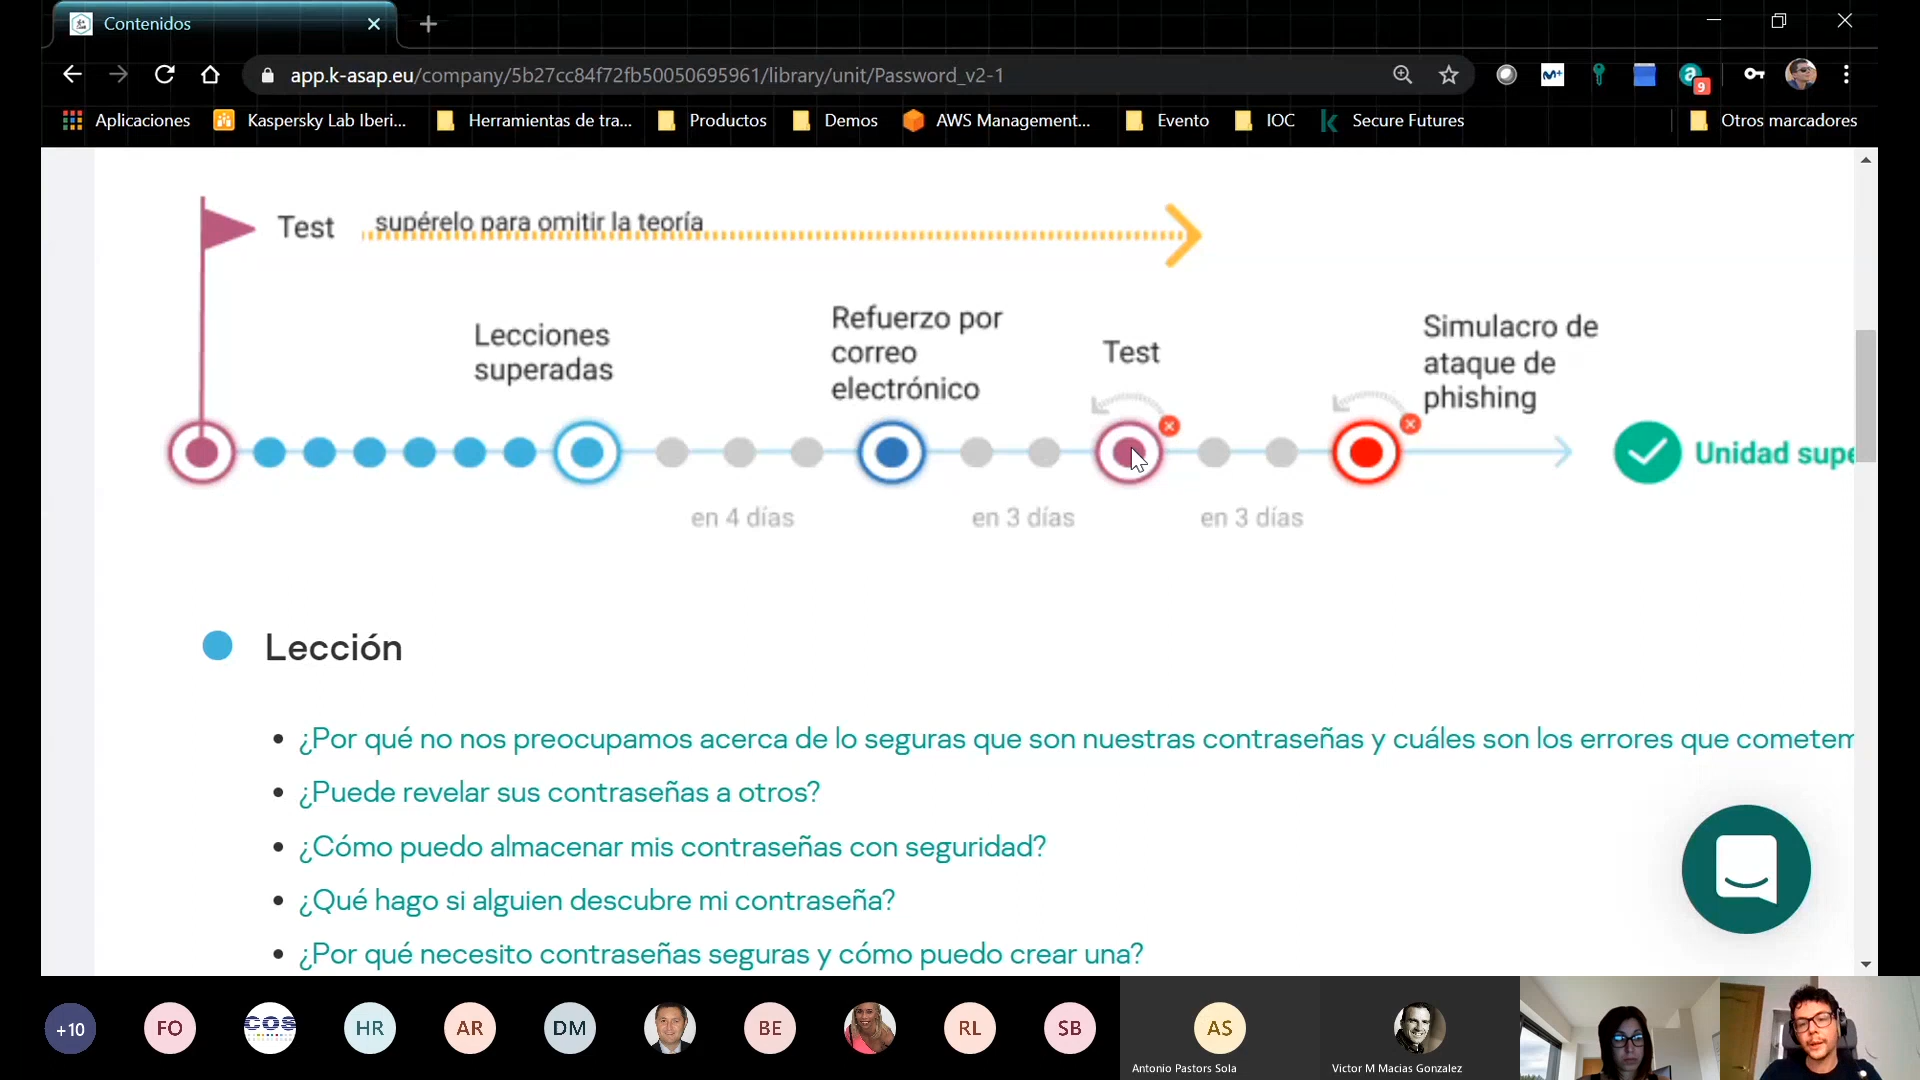 Contenidos
app.k-asap.eu/company/5b27cc84f72fb50050695961/library/unit/Password_v2-1
9
Aplicaciones
Kaspersky Lab Iberi...
Herramientas de tra...
Productos
Demos
AWS Management...
Evento
IOC
Secure Futures
Otros marcadores
Test
supérelo para omitir la teoría
Lecciones
superadas
Refuerzo por
correo
electrónico
Test
Simulacro de
ataque de
phishing
Unidad supe
en 4 días
en 3 días
en 3 días
Lección
• ¿Por qué no nos preocupamos acerca de lo seguras que son nuestras contraseñas y cuáles son los errores que cometem
• ¿Puede revelar sus contraseñas a otros?
• ¿Cómo puedo almacenar mis contraseñas con seguridad?
• ¿Qué hago si alguien descubre mi contraseña?
• ¿Por qué necesito contraseñas seguras y cómo puedo crear una?
+10
FO
COS
HR
AR
DM
BE
RL
SB
AS
Antonio Pastors Sola
Victor M Macias Gonzalez